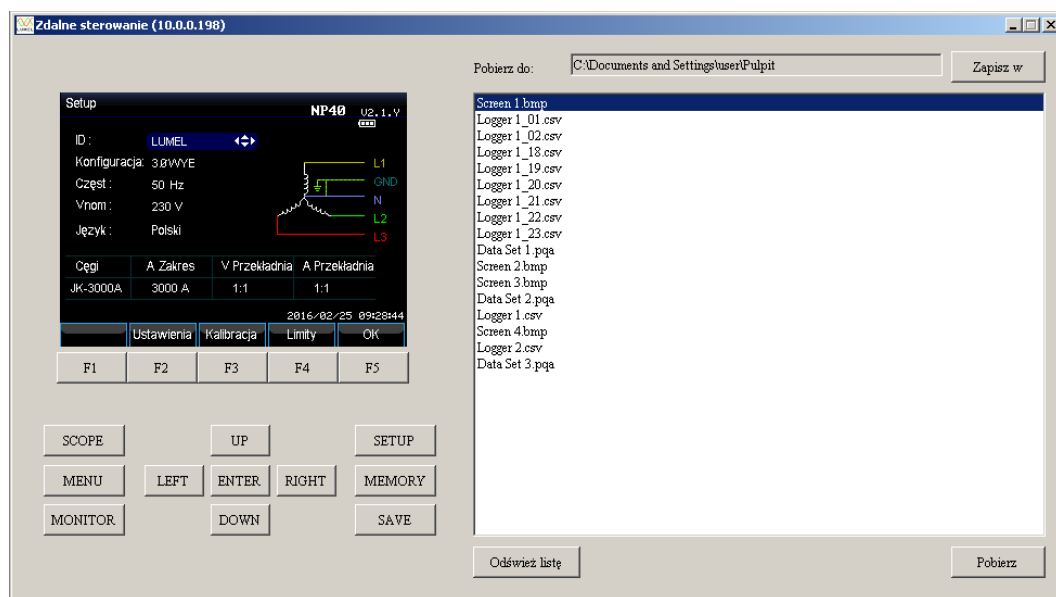 Zdalne sterowanie (10.0.0.198)
Pobierz do: C:\Documents and Settings\user\Pulpit Zapisz w
Setup NP40 V2.1.Y
ID : LUMEL
Konfiguracja: 3ØWYE L1
Częst : 50 Hz GND
Vnom : 230 V N
L2
Język : Polski L3
Cęgi A Zakres V Przekładnia A Przekładnia
JK-3000A 3000 A 1:1 1:1
2016/02/25 09:28:44
Ustawienia Kalibracja Limity OK
F1 F2 F3 F4 F5
SCOPE UP SETUP
MENU LEFT ENTER RIGHT MEMORY
MONITOR DOWN SAVE
Screen 1.bmp
Logger 1_01.csv
Logger 1_02.csv
Logger 1_18.csv
Logger 1_19.csv
Logger 1_20.csv
Logger 1_21.csv
Logger 1_22.csv
Logger 1_23.csv
Data Set 1.pqa
Screen 2.bmp
Screen 3.bmp
Data Set 2.pqa
Logger 1.csv
Screen 4.bmp
Logger 2.csv
Data Set 3.pqa
Odśwież listę Pobierz